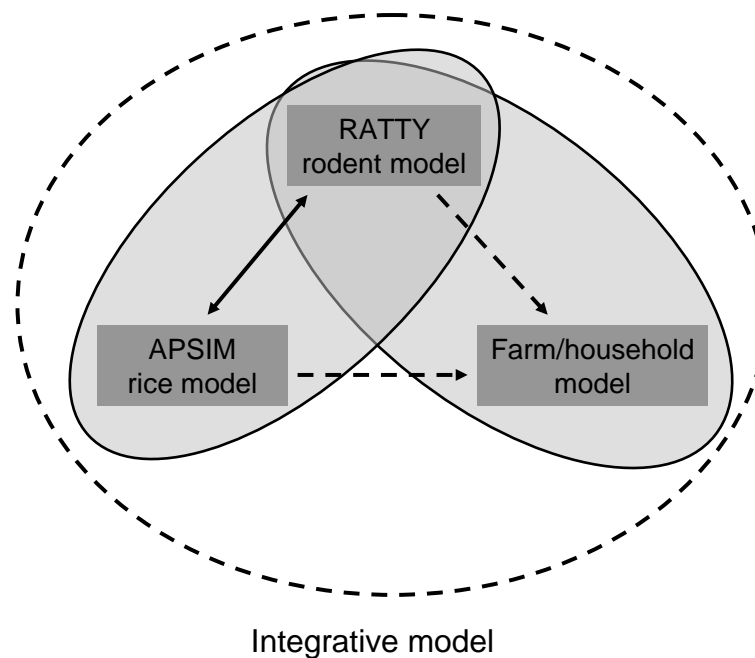 RATTY
rodent model
APSIM
rice model
Farm/household
model
Integrative model